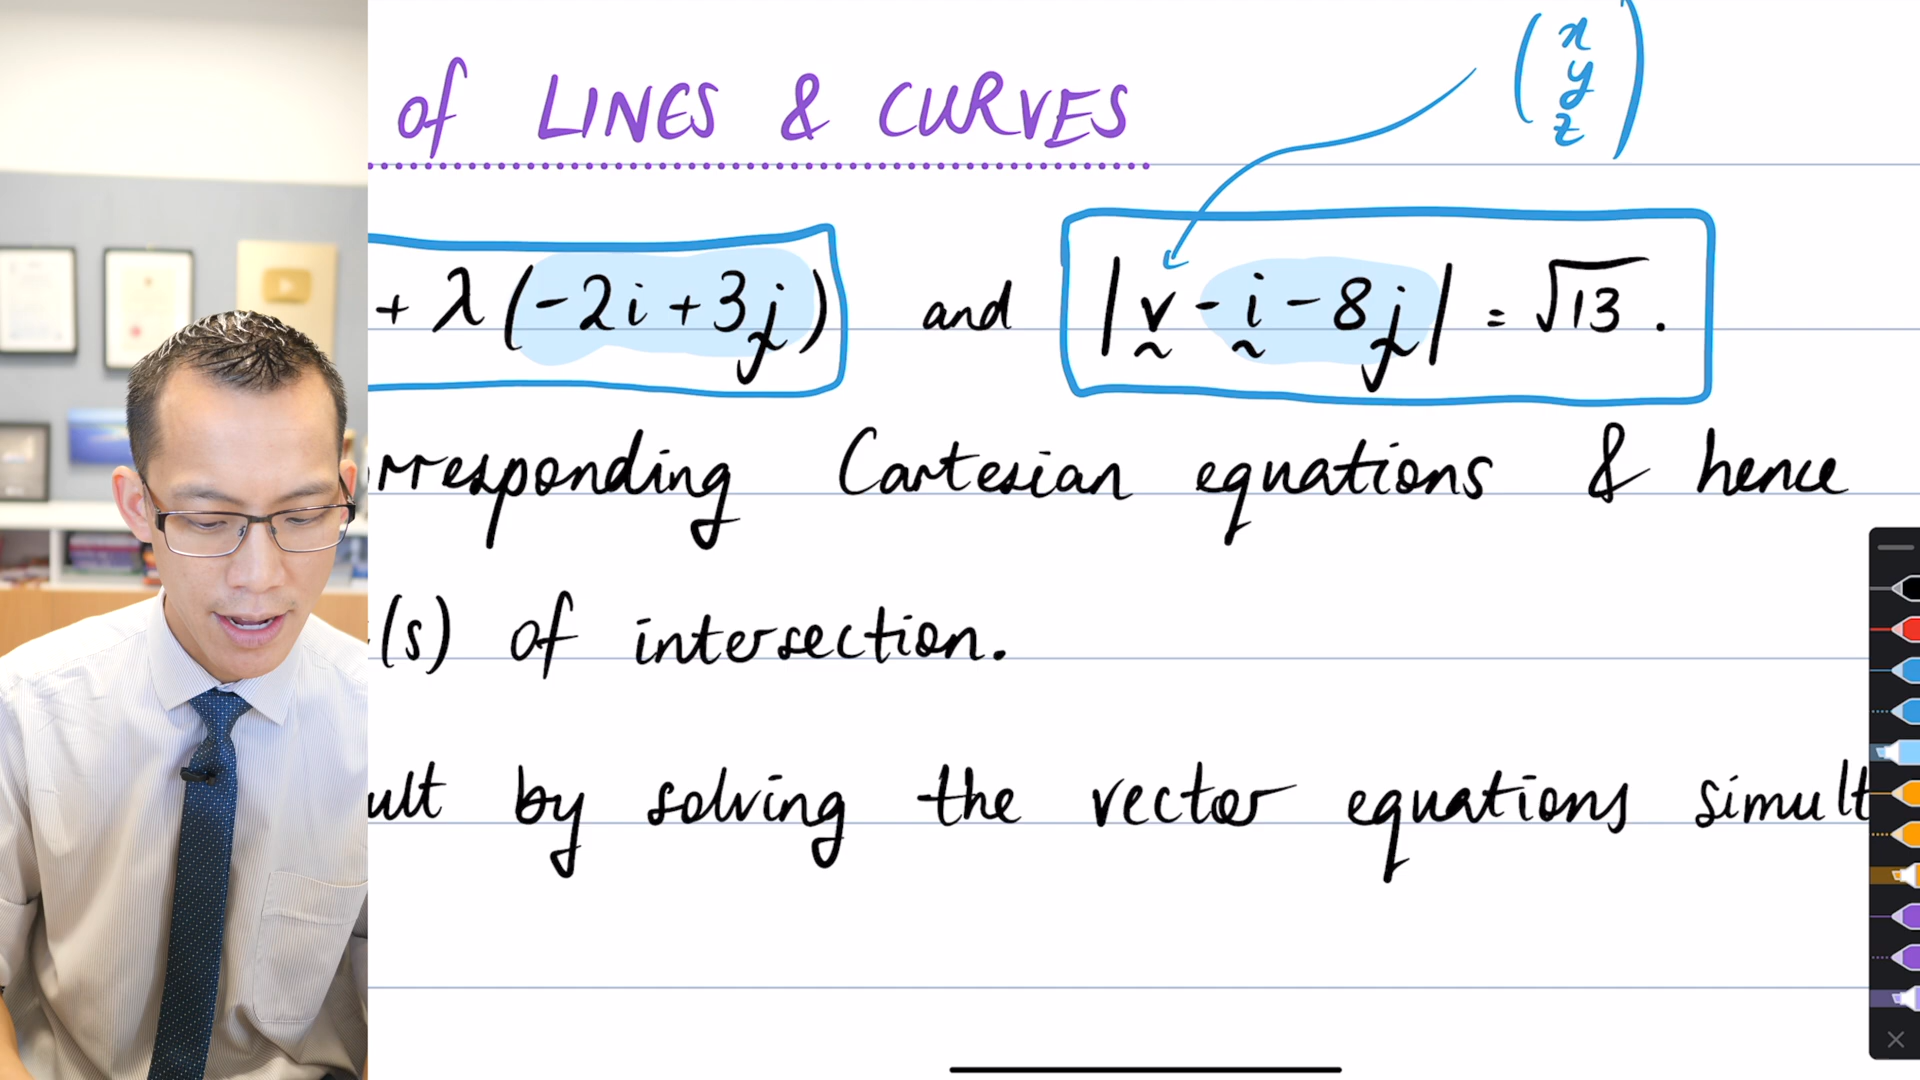 ( x
y
z )
of LINES & CURVES
+ λ (-2i + 3j) and | v - i - 8j | = √13 .
rresponding Cartesian equations & hence
(s) of intersection.
ult by solving the vector equations simult